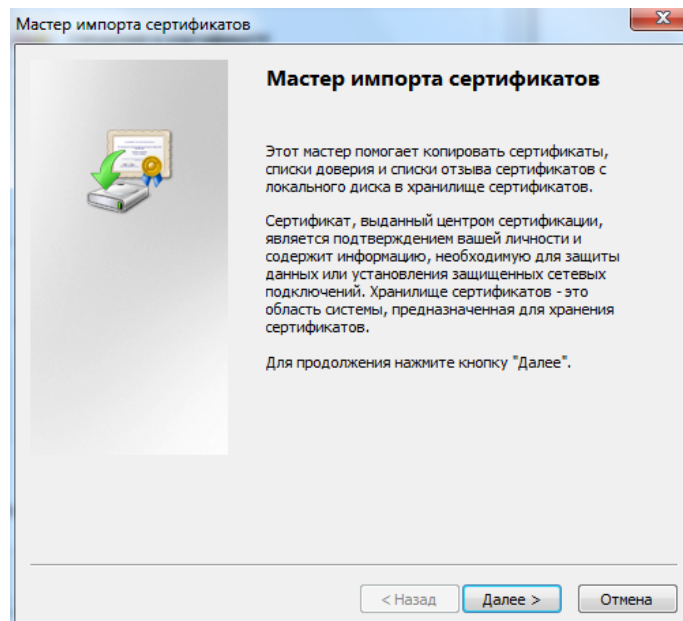 Мастер импорта сертификатов
Мастер импорта сертификатов
Этот мастер помогает копировать сертификаты,
списки доверия и списки отзыва сертификатов с
локального диска в хранилище сертификатов.
Сертификат, выданный центром сертификации,
является подтверждением вашей личности и
содержит информацию, необходимую для защиты
данных или установления защищенных сетевых
подключений. Хранилище сертификатов - это
область системы, предназначенная для хранения
сертификатов.
Для продолжения нажмите кнопку "Далее".
< Назад Далее > Отмена